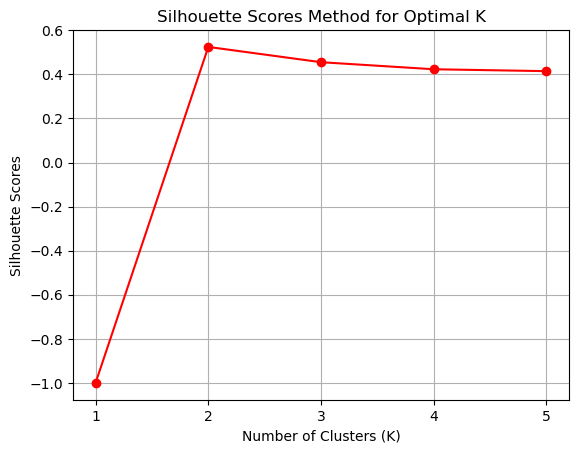 Silhouette Scores Method for Optimal K
Silhouette Scores
0.6
0.4
0.2
0.0
−0.2
−0.4
−0.6
−0.8
−1.0
1 2 3 4 5
Number of Clusters (K)